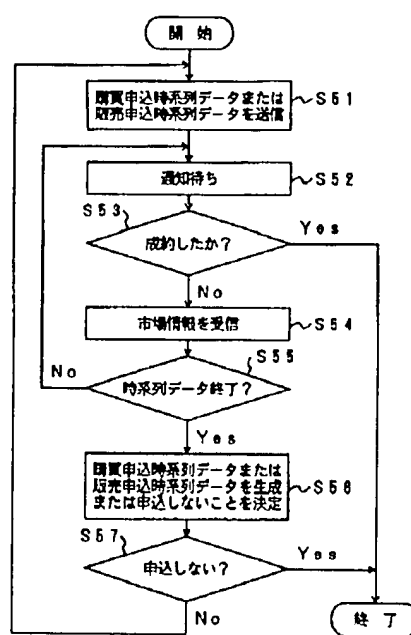 開 始
購買申込時系列データまたは
販売申込時系列データを送信
S51
通知待ち
S52
S53
成約したか？
Yes
No
市場情報を受信
S54
S55
時系列データ終了？
No
Yes
購買申込時系列データまたは
販売申込時系列データを生成
または申込しないことを決定
S56
S57
申込しない？
Yes
No
終 了